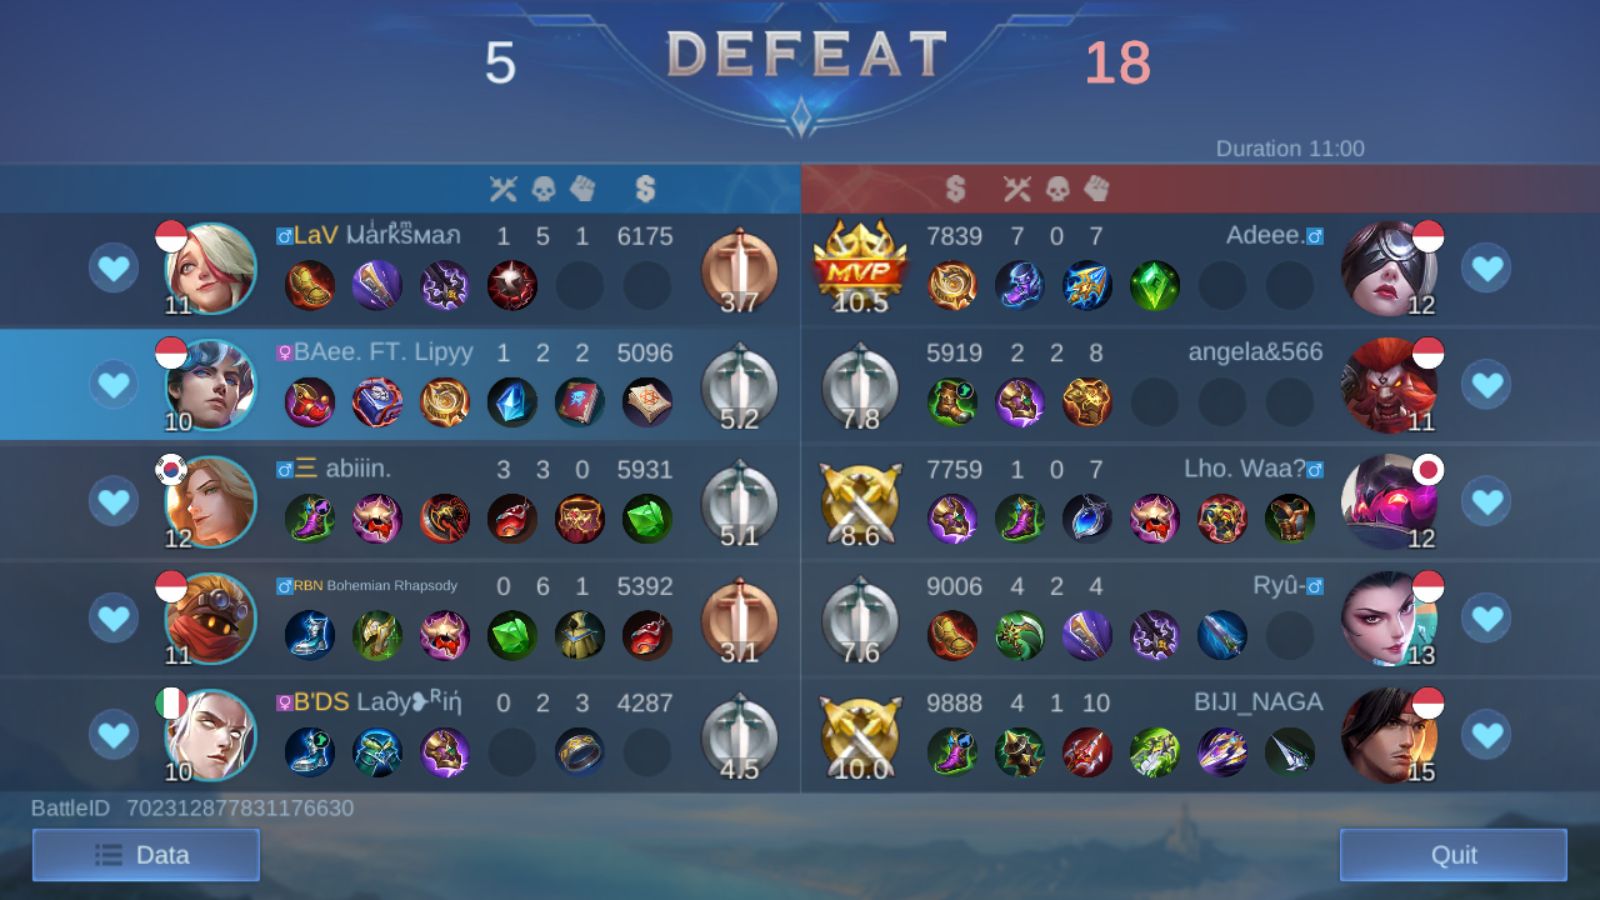 5 DEFEAT 18
Duration 11:00
LaV 1 5 1 6175
11 3.7
MVP 7839 7 0 7 Adeee.
10.5 12
BAee. FT. Lipyy 1 2 2 5096
10 5.2
5919 2 2 8 angela&566
7.8 11
三 abiiin. 3 3 0 5931
12 5.1
7759 1 0 7 Lho. Waa?
8.6 12
RBN Bohemian Rhapsody 0 6 1 5392
11 3.1
9006 4 2 4 Ryû-
7.6 13
B'DS La∂y❥ᴿiή 0 2 3 4287
10 4.5
9888 4 1 10 BIJI_NAGA
10.0 15
BattleID 702312877831176630
Data
Quit